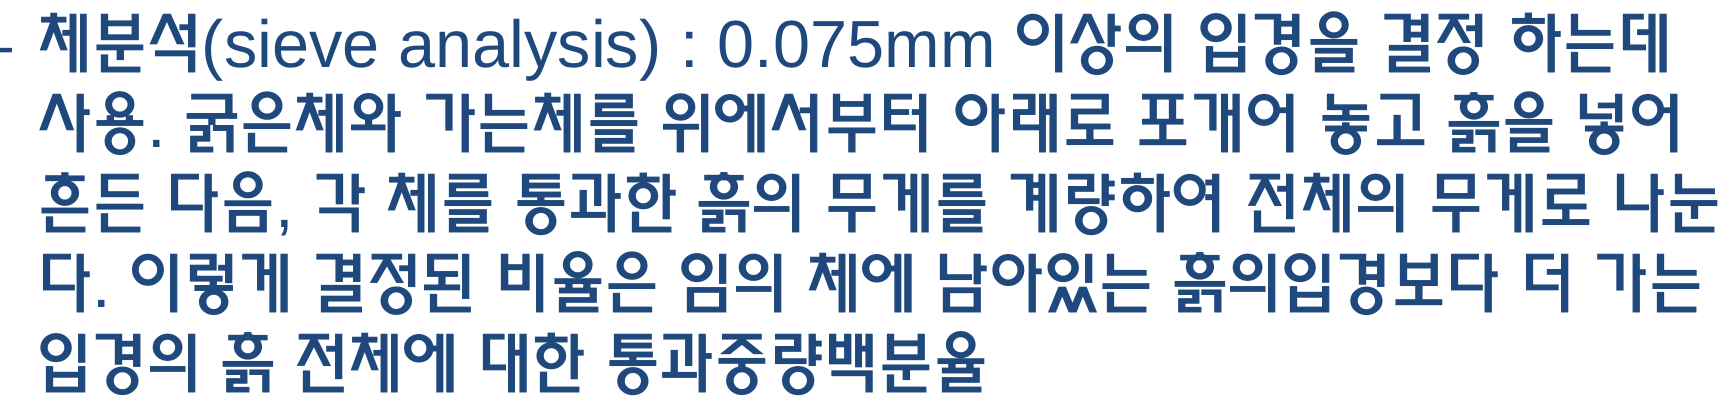 - 체분석(sieve analysis) : 0.075mm 이상의 입경을 결정 하는데
사용. 굵은체와 가는체를 위에서부터 아래로 포개어 놓고 흙을 넣어
흔든 다음, 각 체를 통과한 흙의 무게를 계량하여 전체의 무게로 나눈
다. 이렇게 결정된 비율은 임의 체에 남아있는 흙의입경보다 더 가는
입경의 흙 전체에 대한 통과중량백분율